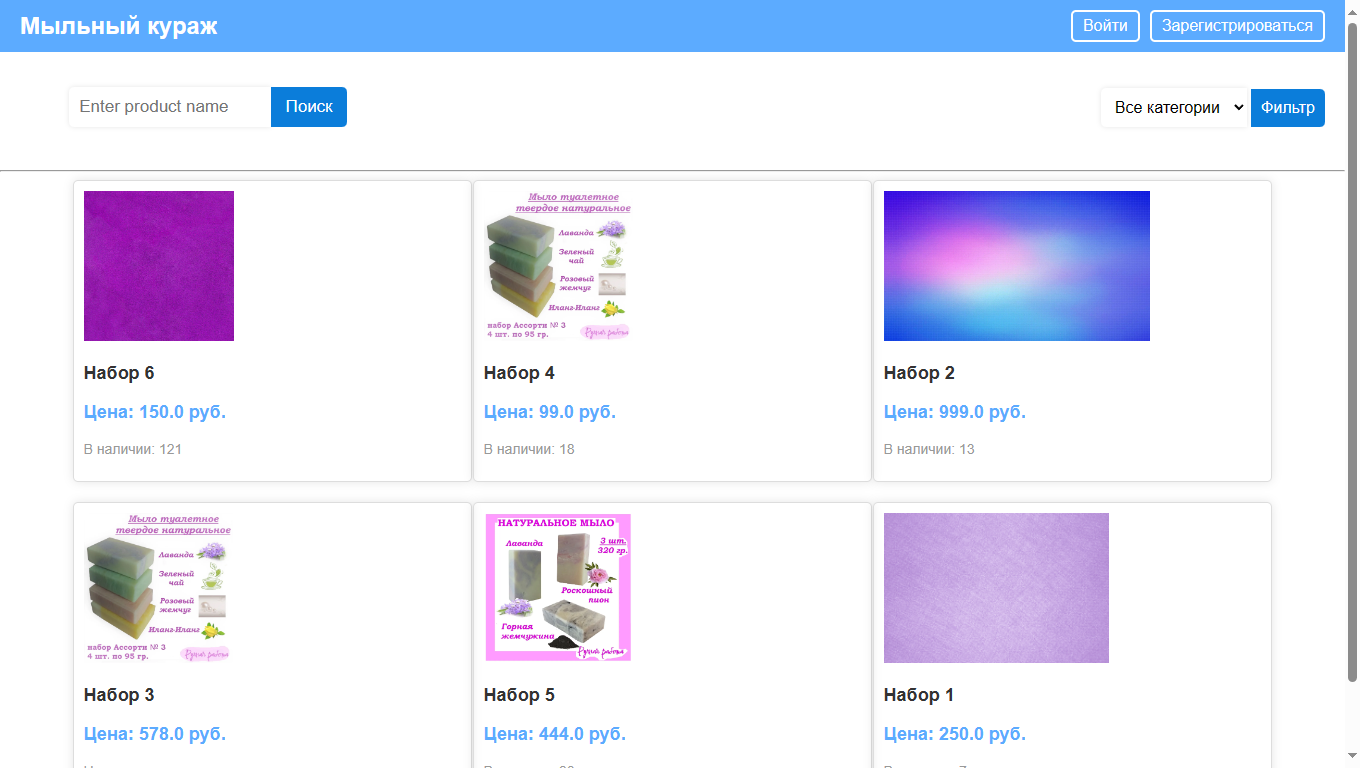 Мыльный кураж
Войти
Зарегистрироваться
Enter product name
Поиск
Все категории
Фильтр
Мыло туалетное
твердое натуральное
Лаванда
Зеленый
чай
Розовый
жемчуг
Иланг-Иланг
набор Ассорти № 3
4 шт. по 95 гр.
Ручная работа
Набор 6
Цена: 150.0 руб.
В наличии: 121
Набор 4
Цена: 99.0 руб.
В наличии: 18
Набор 2
Цена: 999.0 руб.
В наличии: 13
Мыло туалетное
твердое натуральное
Лаванда
Зеленый
чай
Розовый
жемчуг
Иланг-Иланг
набор Ассорти № 3
4 шт. по 95 гр.
Ручная работа
НАТУРАЛЬНОЕ МЫЛО
Лаванда
3 шт.
320 гр.
Роскошный
пион
Горная
жемчужина
Ручная работа
Набор 3
Цена: 578.0 руб.
Набор 5
Цена: 444.0 руб.
Набор 1
Цена: 250.0 руб.